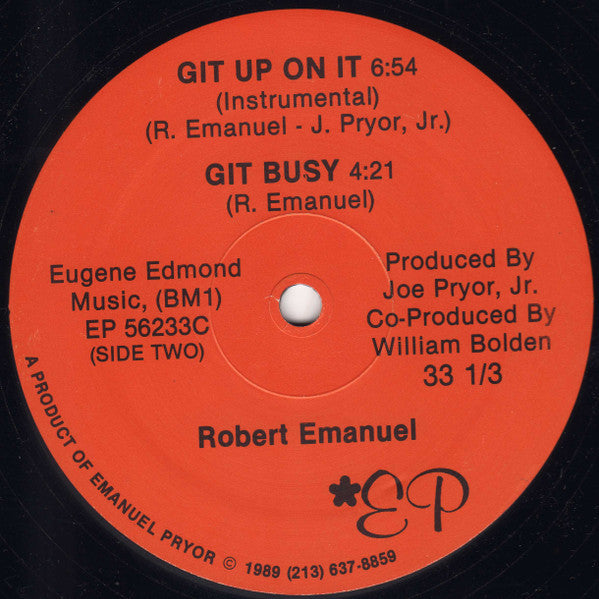 GIT UP ON IT 6:54
(Instrumental)
(R. Emanuel - J. Pryor, Jr.)
GIT BUSY 4:21
(R. Emanuel)
Eugene Edmond
Music, (BM1)
EP 56233C
(SIDE TWO)
Produced By
Joe Pryor, Jr.
Co-Produced By
William Bolden
33 1/3
Robert Emanuel
*EP
A PRODUCT OF EMANUEL PRYOR © 1989 (213) 637-8859